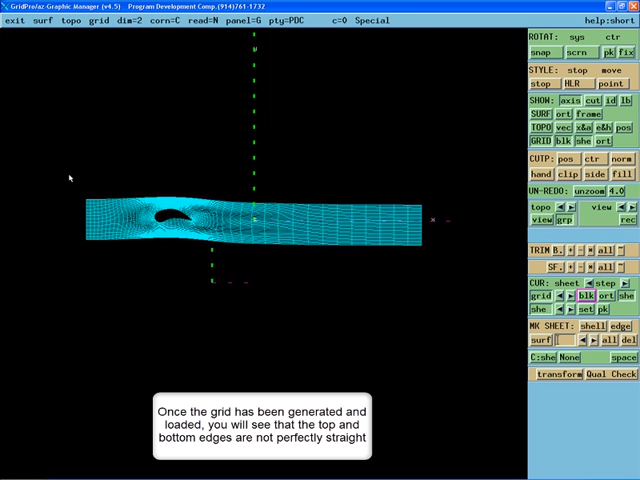 GridPro/az-Graphic Manager (v4.5) Program Development Comp.(914)761-1732
exit surf topo grid dim=2 corn=C read=N panel=G pty=PDC c=0 Special help:short
ROTAT: sys ctr
snap scrn pk fix
STYLE: stop move
stop HLR point
SHOW: axis cut id lb
SURF ort frame
TOPO vec x&a e&h pos
GRID blk she ort
CUTP: pos ctr norm
hand clip side fill
UN-REDO: unzoom 4.0
topo view
view grp rec
TRIM B. + - * all ~
SF. + - * all ~
CUR: sheet step
grid blk ort she
she set pk
MK SHEET: shell edge
surf all del
C:she None space
transform Qual Check
Once the grid has been generated and
loaded, you will see that the top and
bottom edges are not perfectly straight